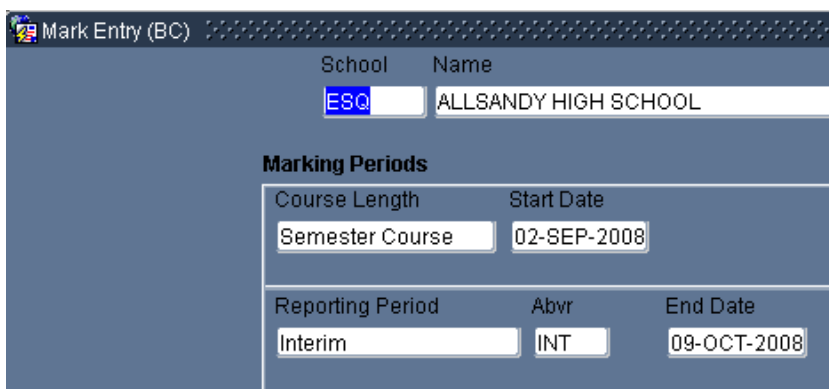 Mark Entry (BC)
School Name
ESQ ALLSANDY HIGH SCHOOL
Marking Periods
Course Length Start Date
Semester Course 02-SEP-2008
Reporting Period Abvr End Date
Interim INT 09-OCT-2008